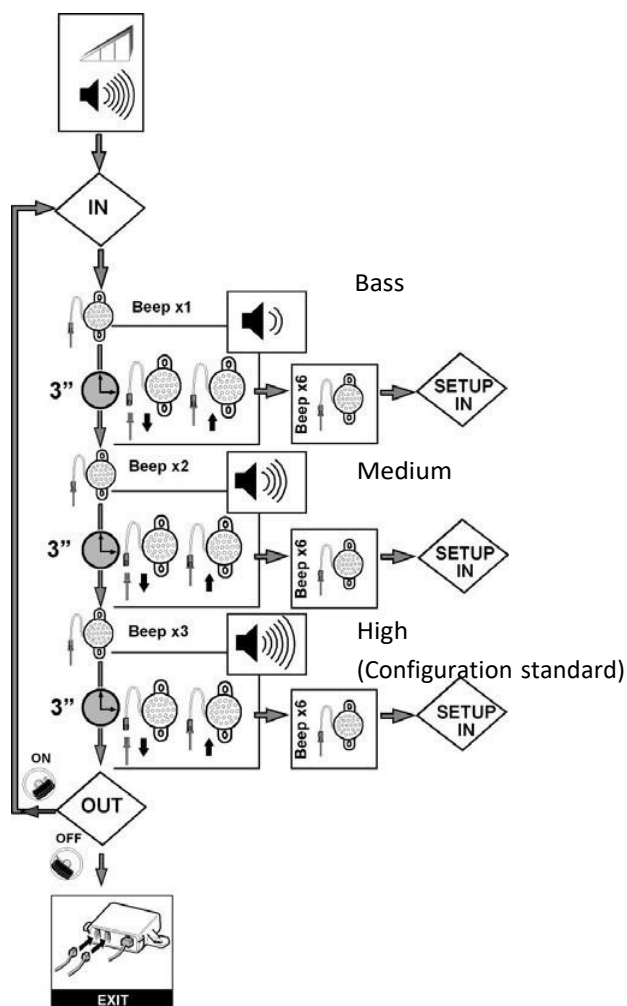 IN
Bass
Beep x1
3”
Beep x6
SETUP
IN
Beep x2
Medium
3”
Beep x6
SETUP
IN
Beep x3
High
(Configuration standard)
3”
Beep x6
SETUP
IN
ON
OUT
OFF
EXIT